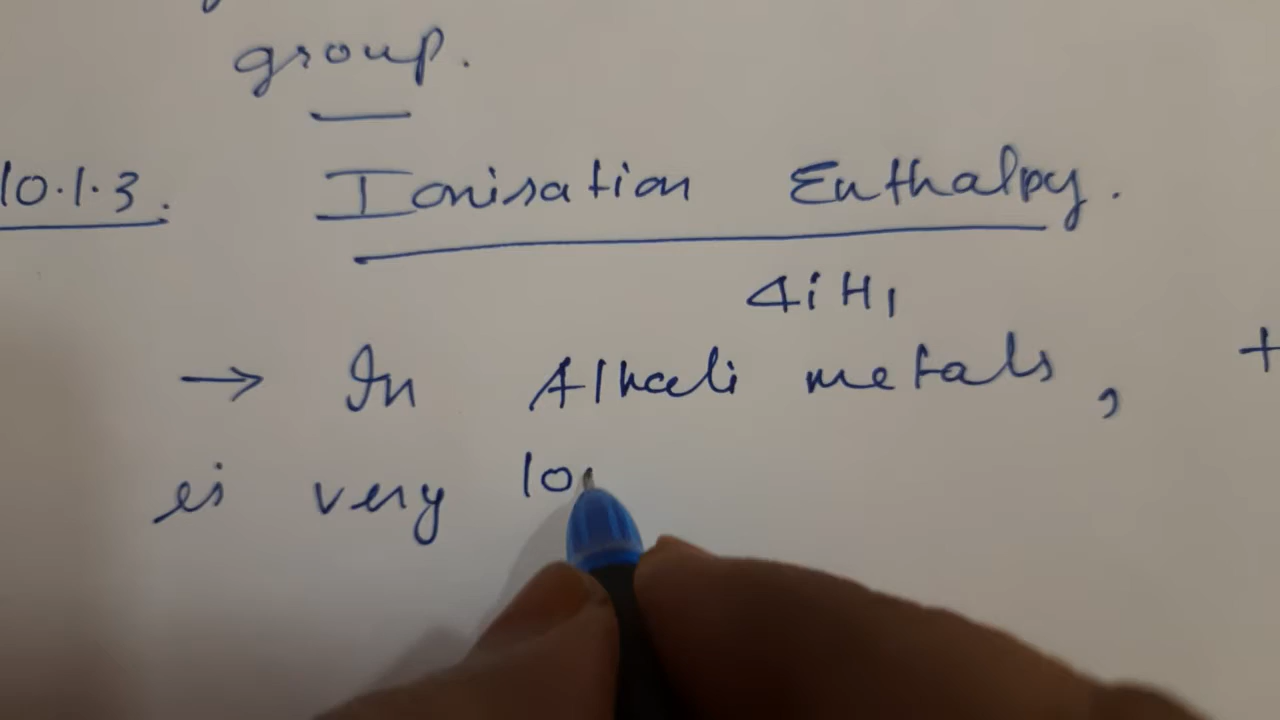 group.
10.1.3. Ionisation Enthalpy.
ΔiH1
→ In Alkali metals,
is very lo